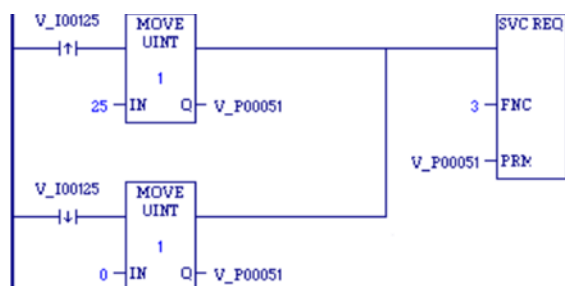 V_I00125
MOVE
UINT
SVC REQ
1
25 IN Q V_P00051
3 FNC
V_P00051 PRM
V_I00125
MOVE
UINT
1
0 IN Q V_P00051